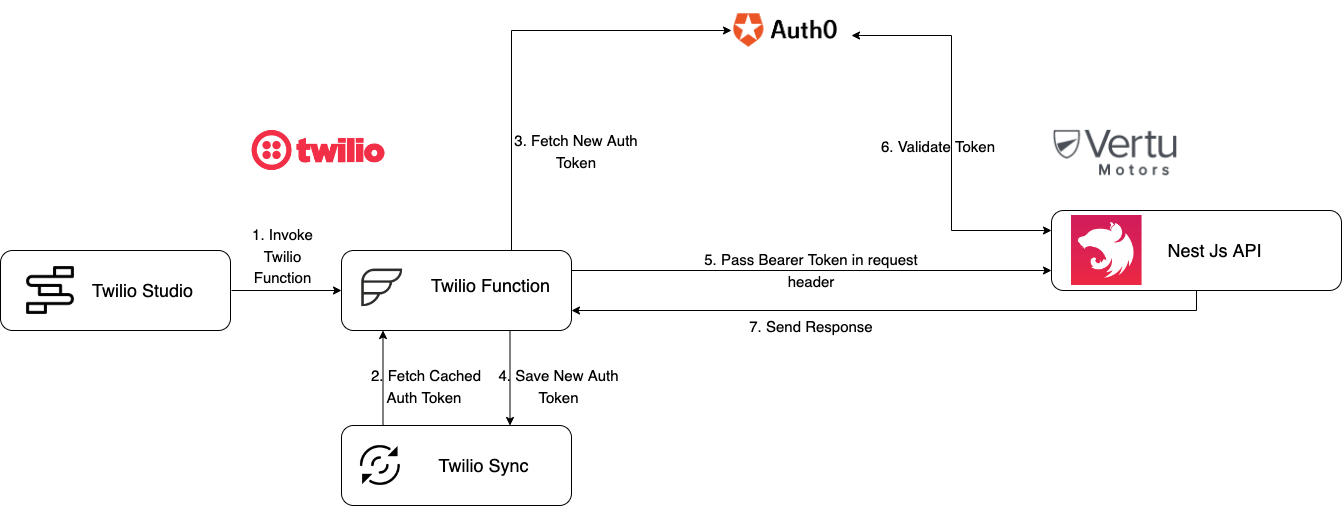 Auth0
twilio
3. Fetch New Auth
Token
6. Validate Token
Vertu
Motors
1. Invoke
Twilio
Function
Twilio Studio
Twilio Function
5. Pass Bearer Token in request
header
Nest Js API
7. Send Response
2. Fetch Cached
Auth Token
4. Save New Auth
Token
Twilio Sync